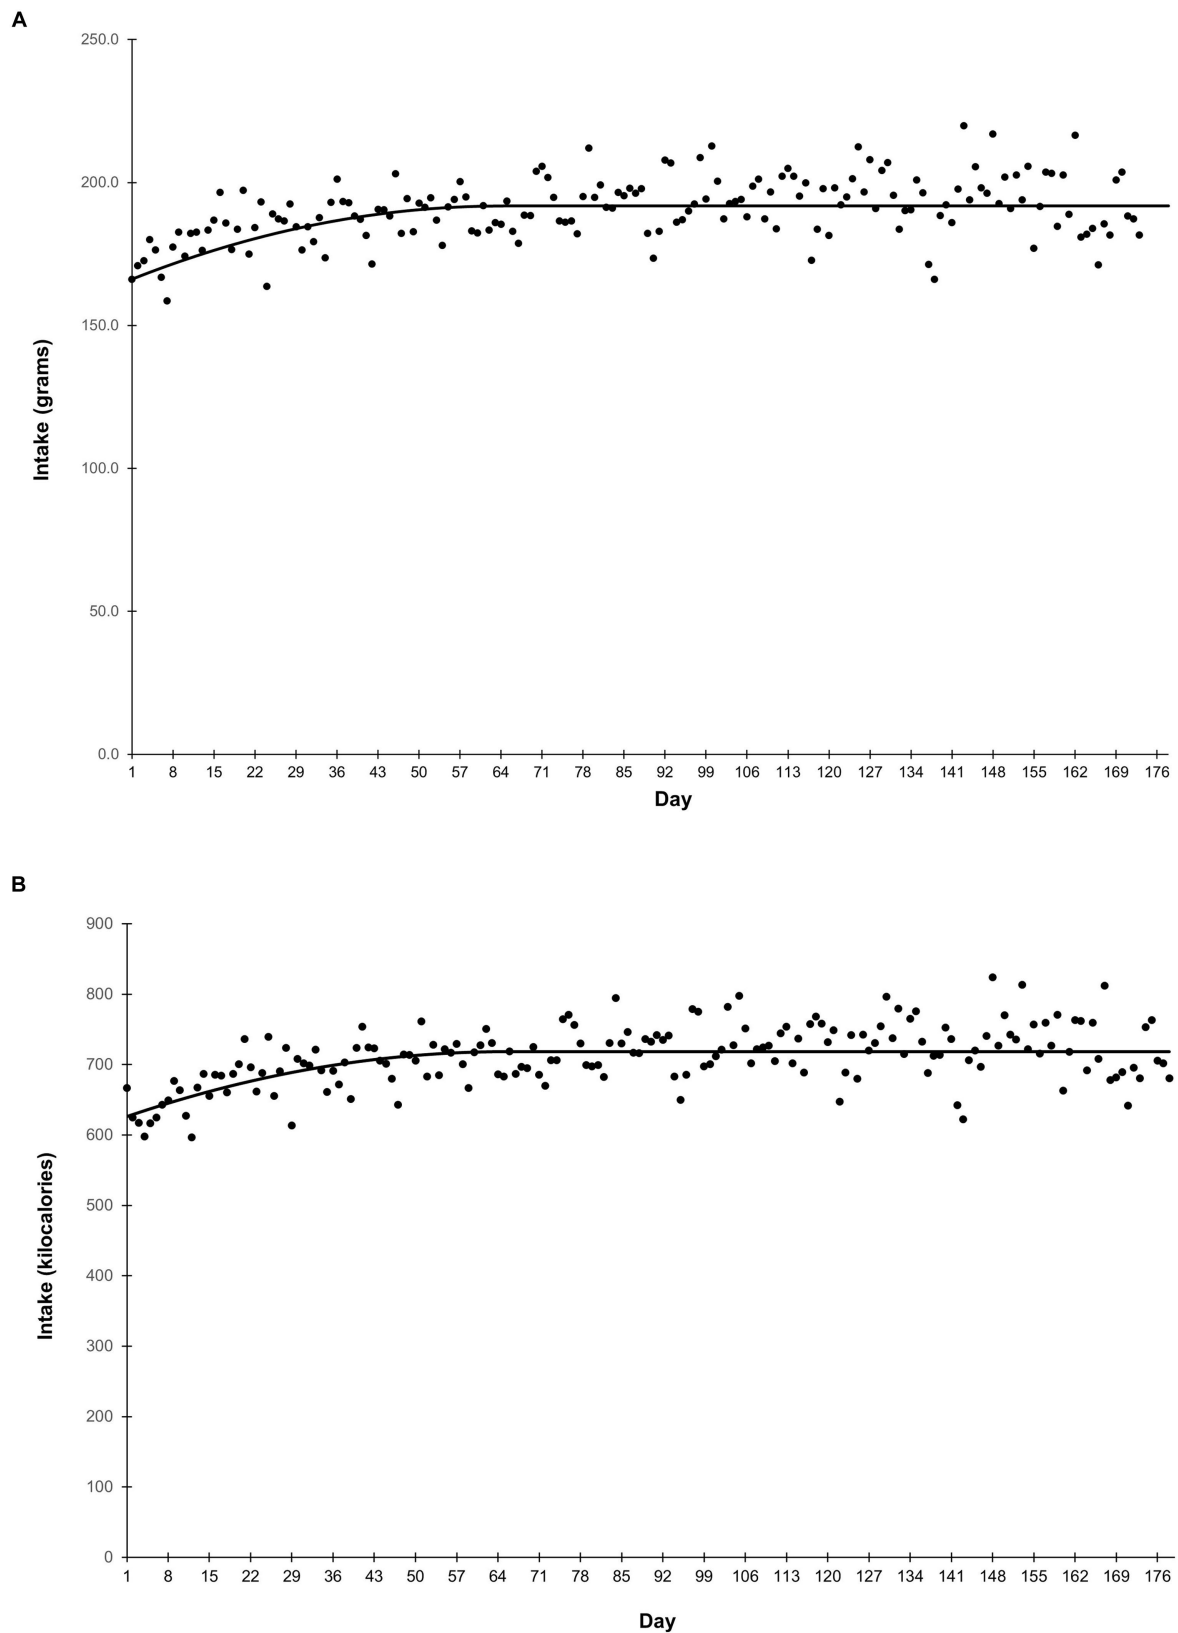 A
250.0
200.0
150.0
100.0
50.0
0.0
Intake (grams)
1 8 15 22 29 36 43 50 57 64 71 78 85 92 99 106 113 120 127 134 141 148 155 162 169 176
Day
B
900
800
700
600
500
400
300
200
100
0
Intake (kilocalories)
1 8 15 22 29 36 43 50 57 64 71 78 85 92 99 106 113 120 127 134 141 148 155 162 169 176
Day